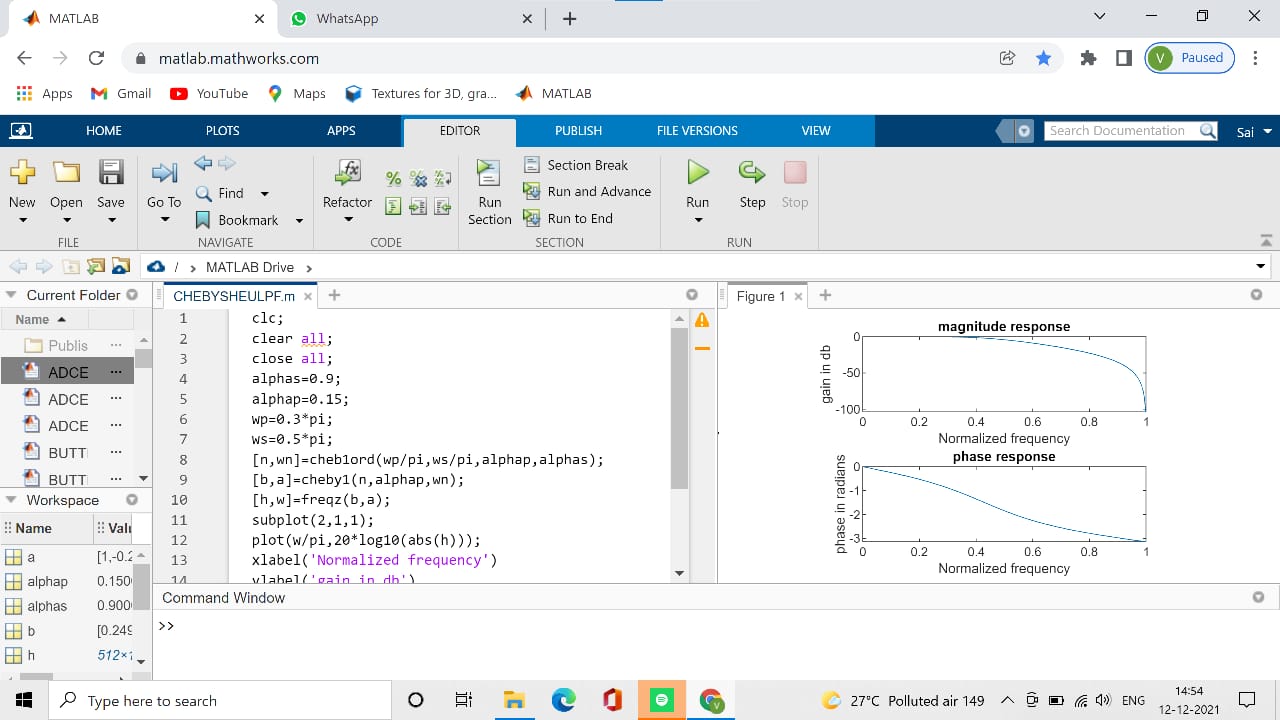 MATLAB
WhatsApp
matlab.mathworks.com
V Paused
Apps Gmail YouTube Maps Textures for 3D, gra... MATLAB
HOME PLOTS APPS EDITOR PUBLISH FILE VERSIONS VIEW Search Documentation Sai
New Open Save Go To Find Bookmark Refactor Run Section Section Break Run and Advance Run to End Run Step Stop
FILE NAVIGATE CODE SECTION RUN
/ › MATLAB Drive ›
Current Folder
Name
Publis ...
ADCE ...
ADCE ...
ADCE ...
BUTT ...
BUTT ...
Workspace
Name Valu
a [1,-0.2
alphap 0.150
alphas 0.900
b [0.249
h 512×1
CHEBYSHEULPF.m
1 clc;
2 clear all;
3 close all;
4 alphas=0.9;
5 alphap=0.15;
6 wp=0.3*pi;
7 ws=0.5*pi;
8 [n,wn]=cheb1ord(wp/pi,ws/pi,alphap,alphas);
9 [b,a]=cheby1(n,alphap,wn);
10 [h,w]=freqz(b,a);
11 subplot(2,1,1);
12 plot(w/pi,20*log10(abs(h)));
13 xlabel('Normalized frequency')
14 ylabel('gain in db')
Figure 1
magnitude response
gain in db
0
-50
-100
0 0.2 0.4 0.6 0.8 1
Normalized frequency
phase response
phase in radians
0
-1
-2
-3
0 0.2 0.4 0.6 0.8 1
Normalized frequency
Command Window
>>
Type here to search
27°C Polluted air 149
ENG
14:54
12-12-2021